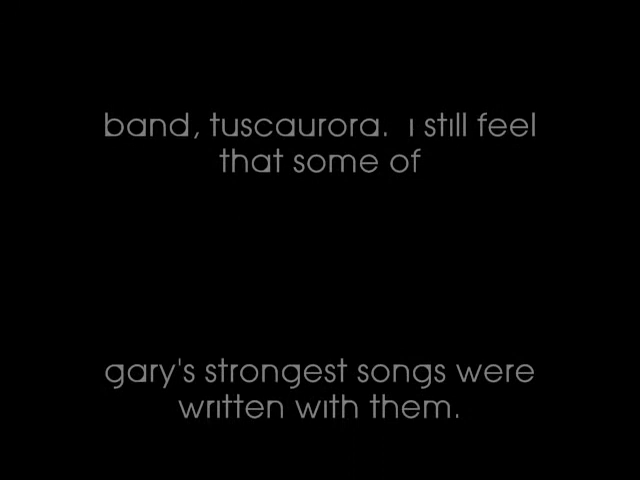 band, tuscaurora.  i still feel
that some of
gary's strongest songs were
written with them.